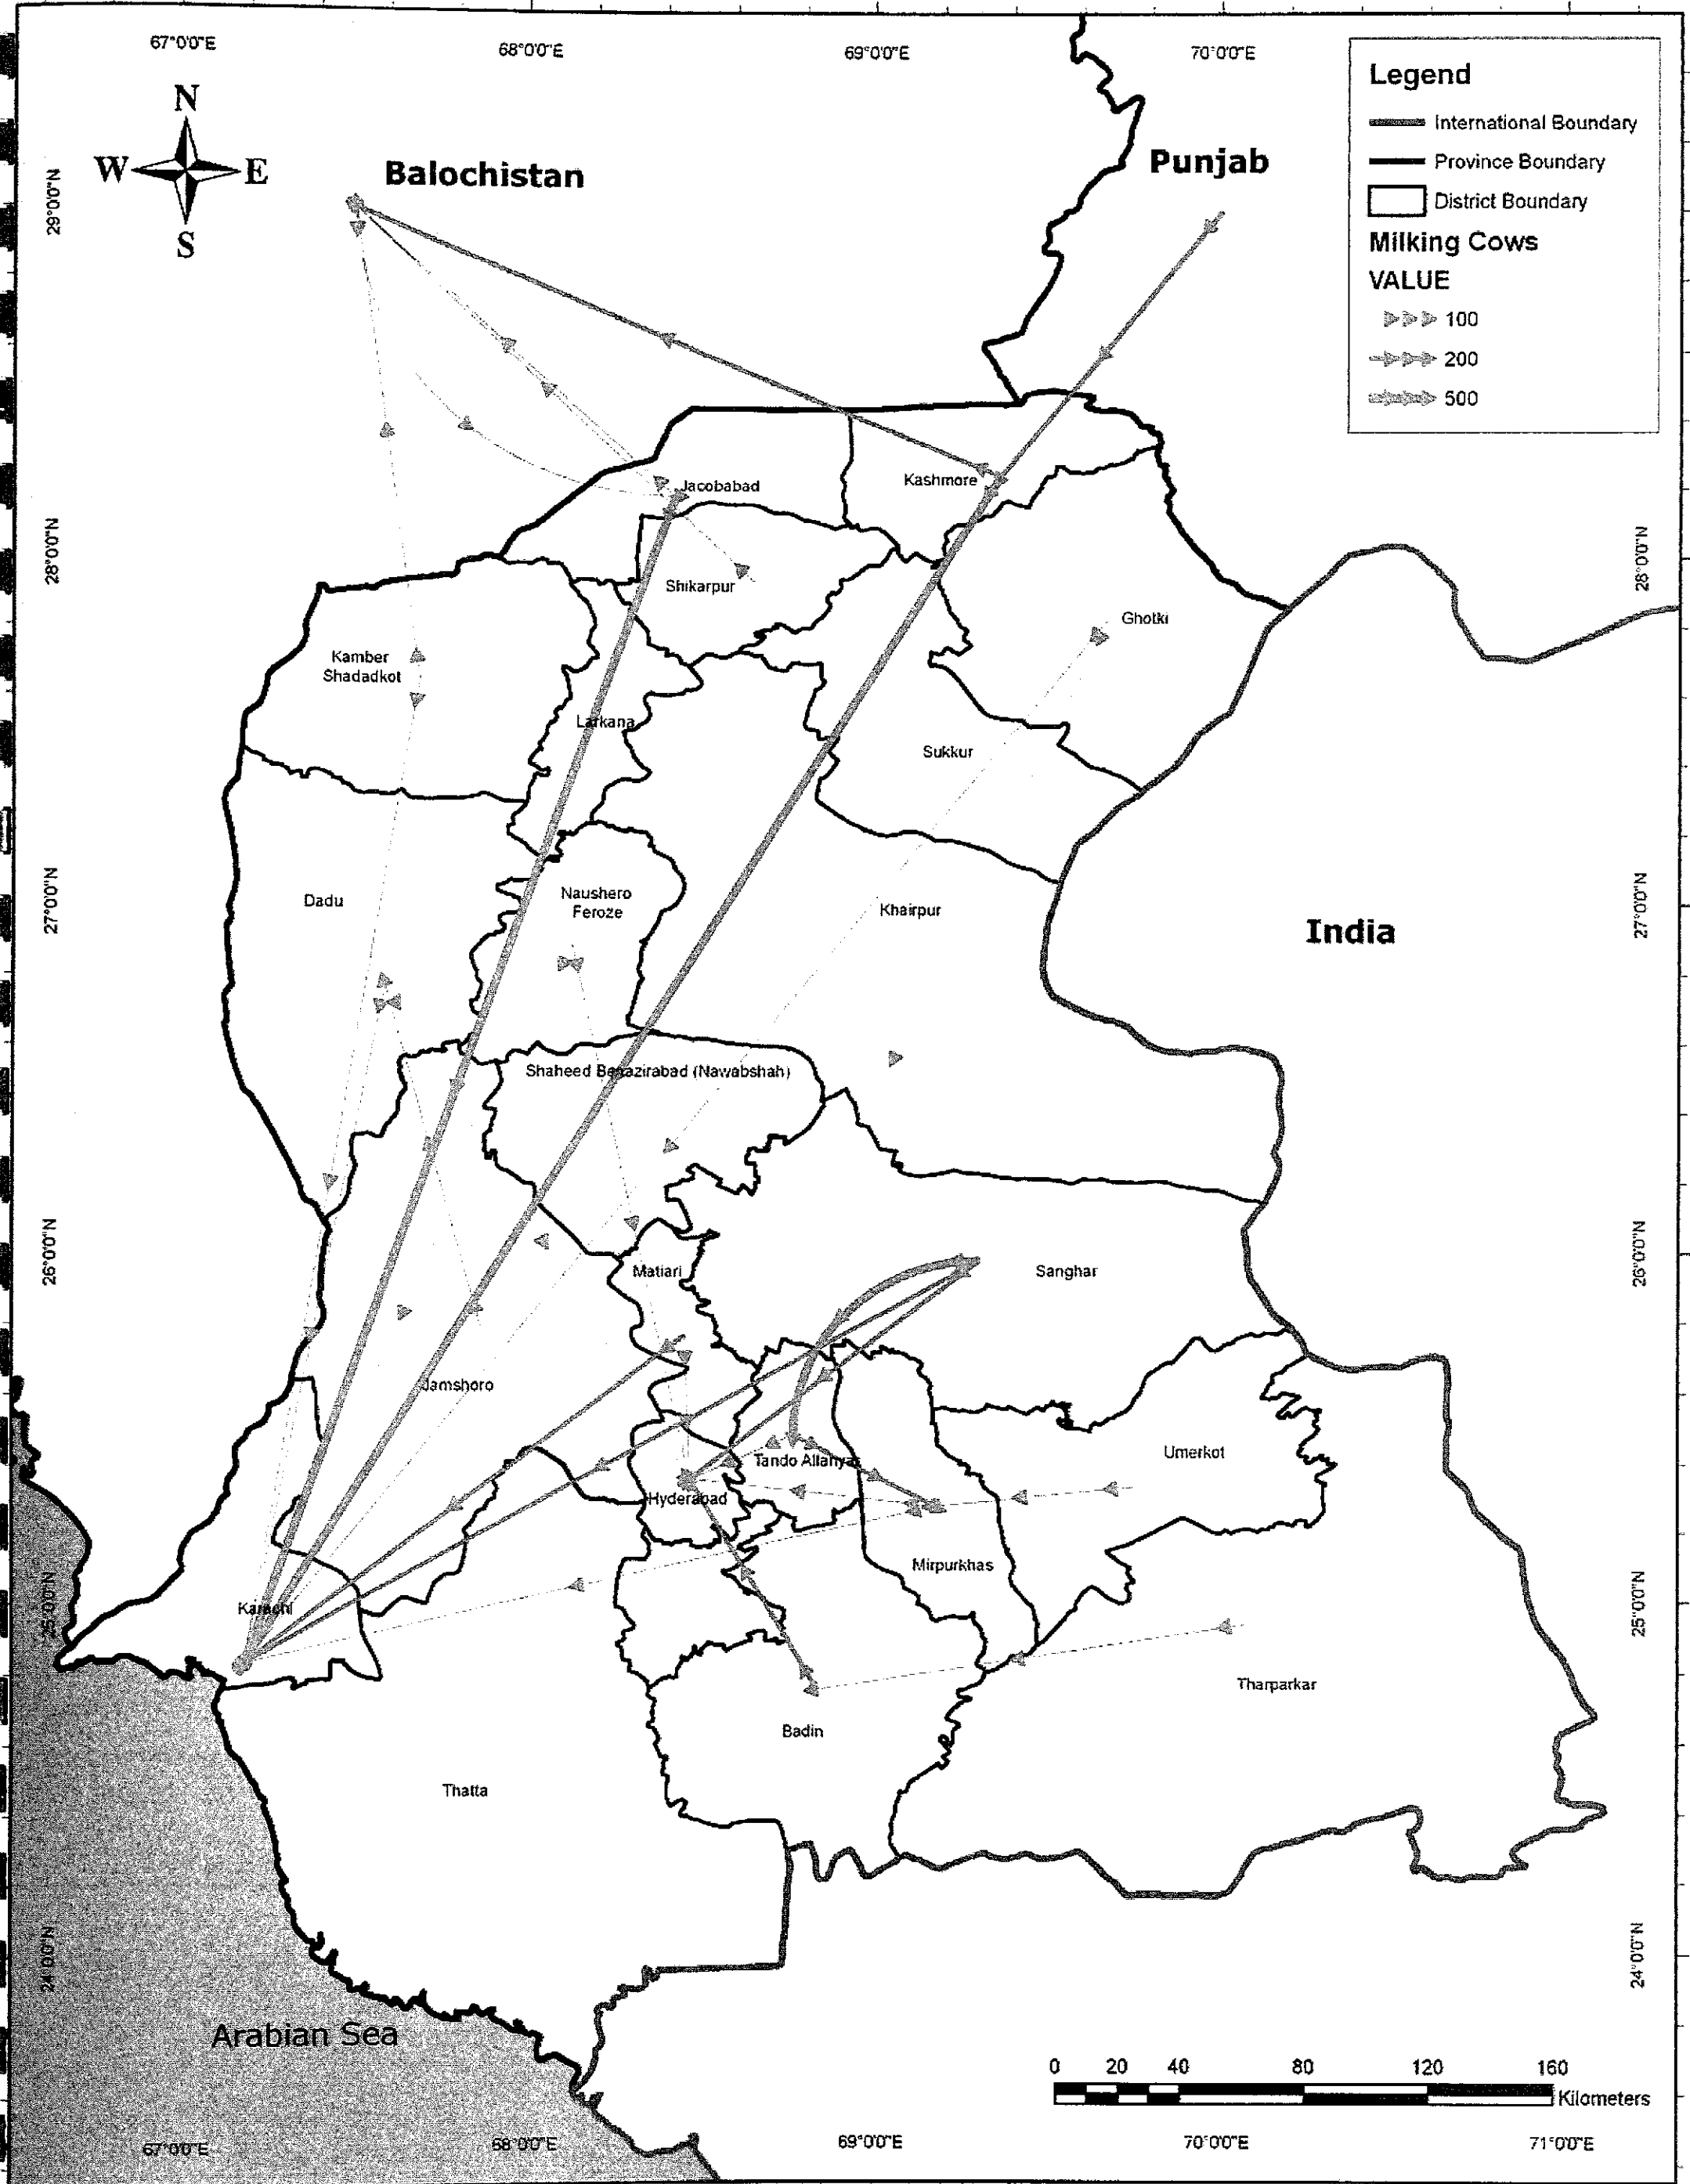 67°0'0"E
68°0'0"E
69°0'0"E
70°0'0"E
Legend
International Boundary
Province Boundary
District Boundary
Milking Cows
VALUE
100
200
500
N
W
E
S
Balochistan
Punjab
29°0'0"N
Jacobabad
Kashmore
28°0'0"N
28°0'0"N
Shikarpur
Ghotki
Kamber
Shadadkot
Larkana
Sukkur
Dadu
Naushero
Feroze
Khairpur
27°0'0"N
27°0'0"N
India
Shaheed Benazirabad (Nawabshah)
26°0'0"N
26°0'0"N
Matiari
Sanghar
Jamshoro
Tando Allahyar
Umerkot
Hyderabad
Mirpurkhas
Karachi
25°0'0"N
25°0'0"N
Tharparkar
Badin
Thatta
24°0'0"N
24°0'0"N
Arabian Sea
0 20 40 80 120 160
Kilometers
67°0'0"E
68°0'0"E
69°0'0"E
70°0'0"E
71°0'0"E